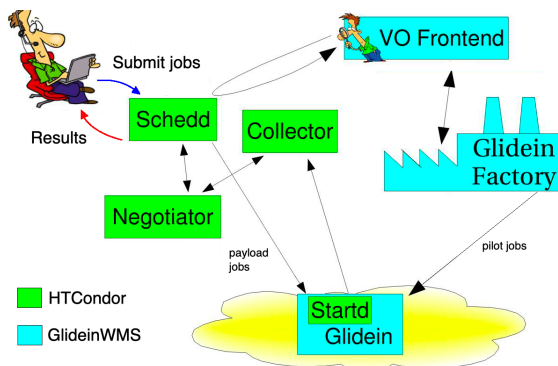 Submit jobs
VO Frontend
Results
Schedd
Collector
Glidein
Factory
Negotiator
payload
jobs
pilot jobs
HTCondor
Startd
GlideinWMS
Glidein